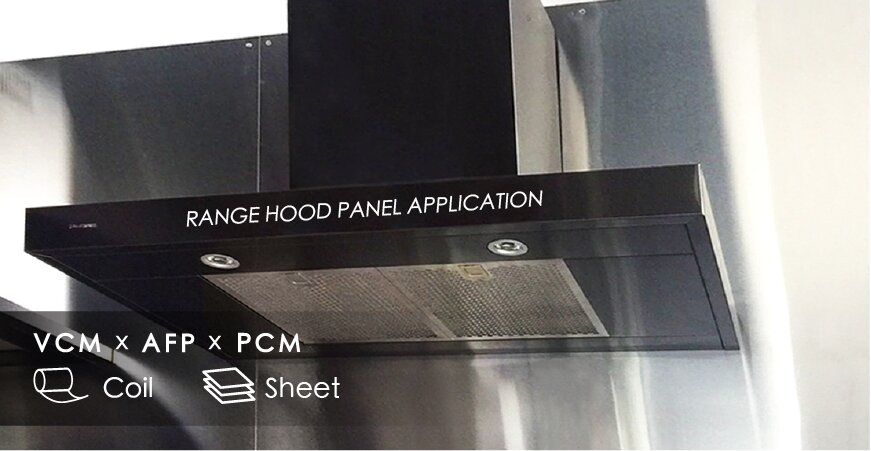 RANGE HOOD PANEL APPLICATION
VCM x AFP x PCM
Coil Sheet